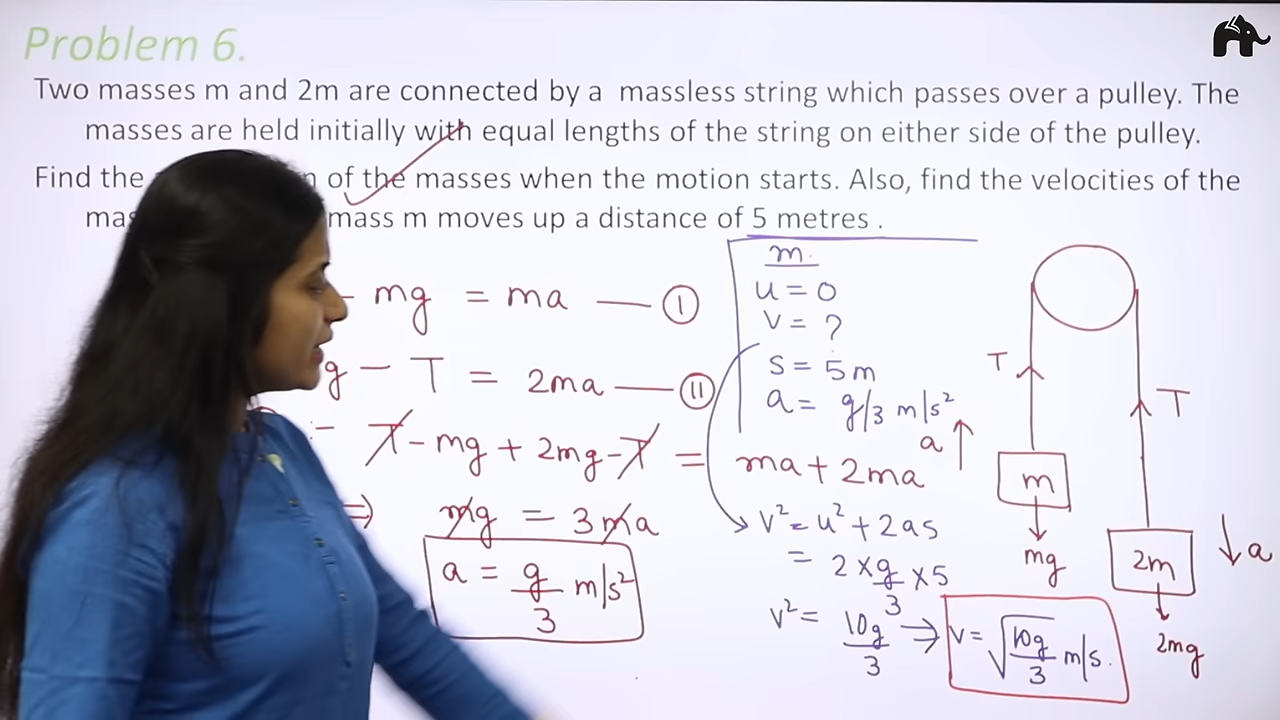 Problem 6.
Two masses m and 2m are connected by a massless string which passes over a pulley. The
masses are held initially with equal lengths of the string on either side of the pulley.
Find the of the masses when the motion starts. Also, find the velocities of the
mass m moves up a distance of 5 metres .
- mg = ma —— (I)
g - T = 2ma —— (II)
:- T - mg + 2mg - T = ma + 2ma
⇒ mg = 3ma
a = g/3 m/s²
m.
u = 0
v = ?
s = 5m
a = g/3 m/s²
v² = u² + 2as
= 2 × g/3 × 5
v² = 10g/3 ⇒ v = √(10g/3) m/s.
T
T
a
m
mg
2m
a
2mg